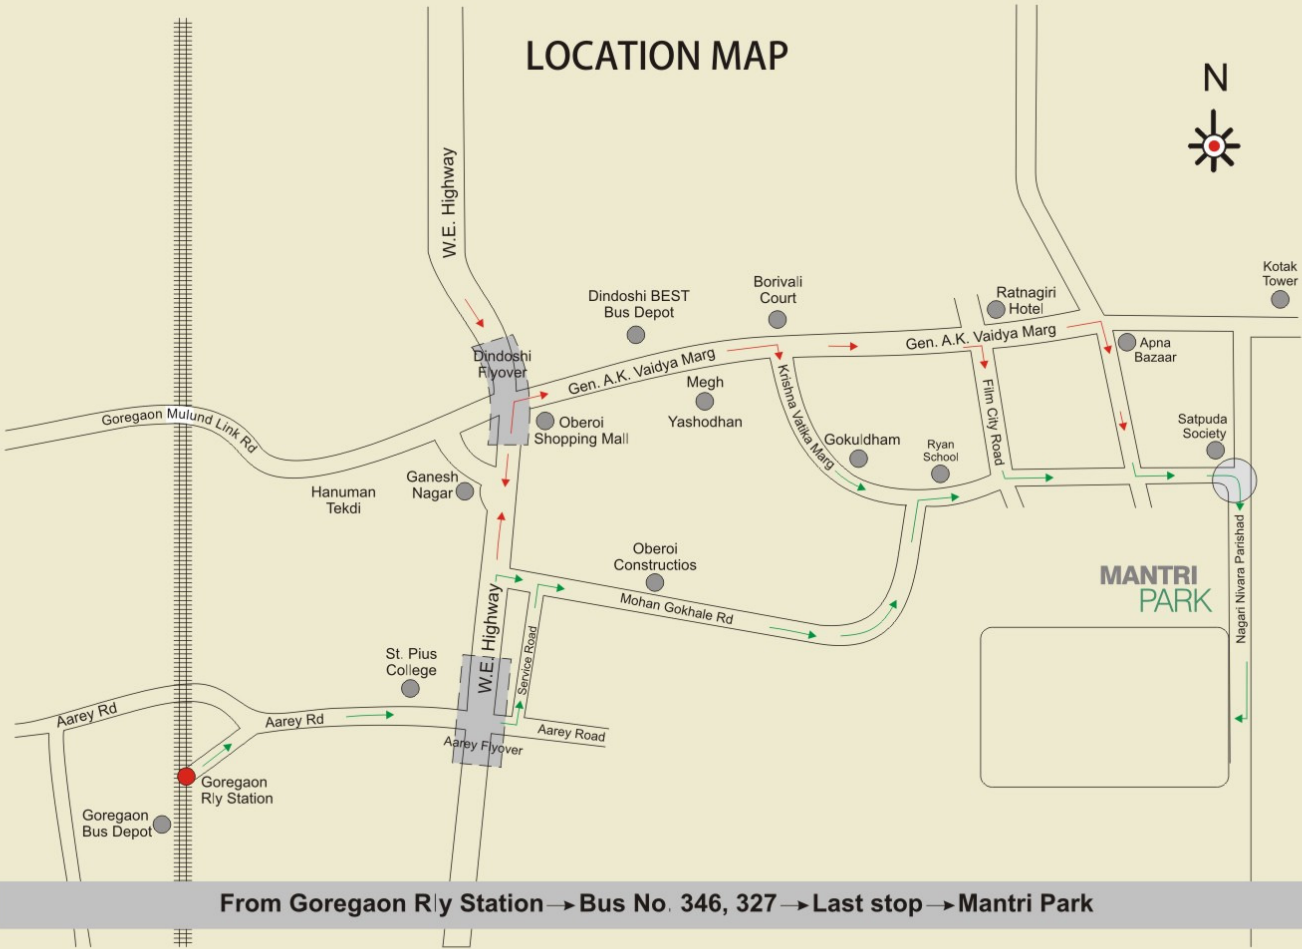 LOCATION MAP
N
W.E. Highway
Kotak
Tower
Borivali
Court
Dindoshi BEST
Bus Depot
Ratnagiri
Hotel
Gen. A.K. Vaidya Marg
Apna
Bazaar
Dindoshi
Flyover
Gen. A.K. Vaidya Marg
Megh
Yashodhan
Krishna Vatika Marg
Film City Road
Goregaon Mulund Link Rd
Oberoi
Shopping Mall
Satpuda
Society
Gokuldham
Ryan
School
Ganesh
Nagar
Hanuman
Tekdi
Oberoi
Constructios
Mohan Gokhale Rd
MANTRI
PARK
Nagari Nivara Parishad
W.E. Highway
Service Road
St. Pius
College
Aarey Rd
Aarey Rd
Aarey Road
Aarey Flyover
Goregaon
Rly Station
Goregaon
Bus Depot
From Goregaon Rly Station→Bus No. 346, 327→Last stop→Mantri Park